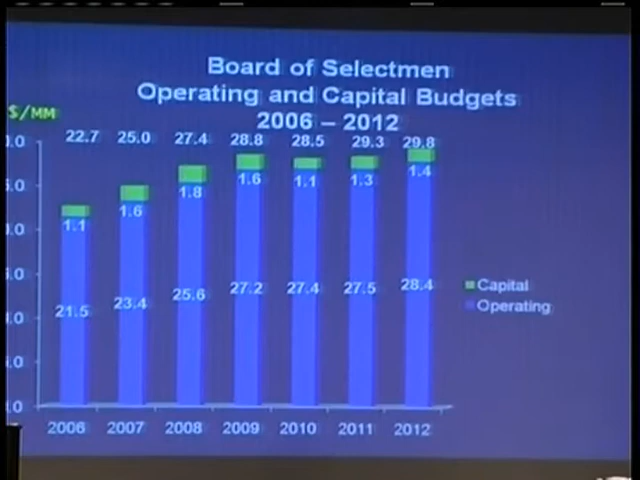 Board of Selectmen
Operating and Capital Budgets
2006 – 2012
$/MM
22.7 25.0 27.4 28.8 28.5 29.3 29.8
1.1 1.6 1.8 1.6 1.1 1.3 1.4
21.5 23.4 25.6 27.2 27.4 27.5 28.4
Capital
Operating
2006 2007 2008 2009 2010 2011 2012